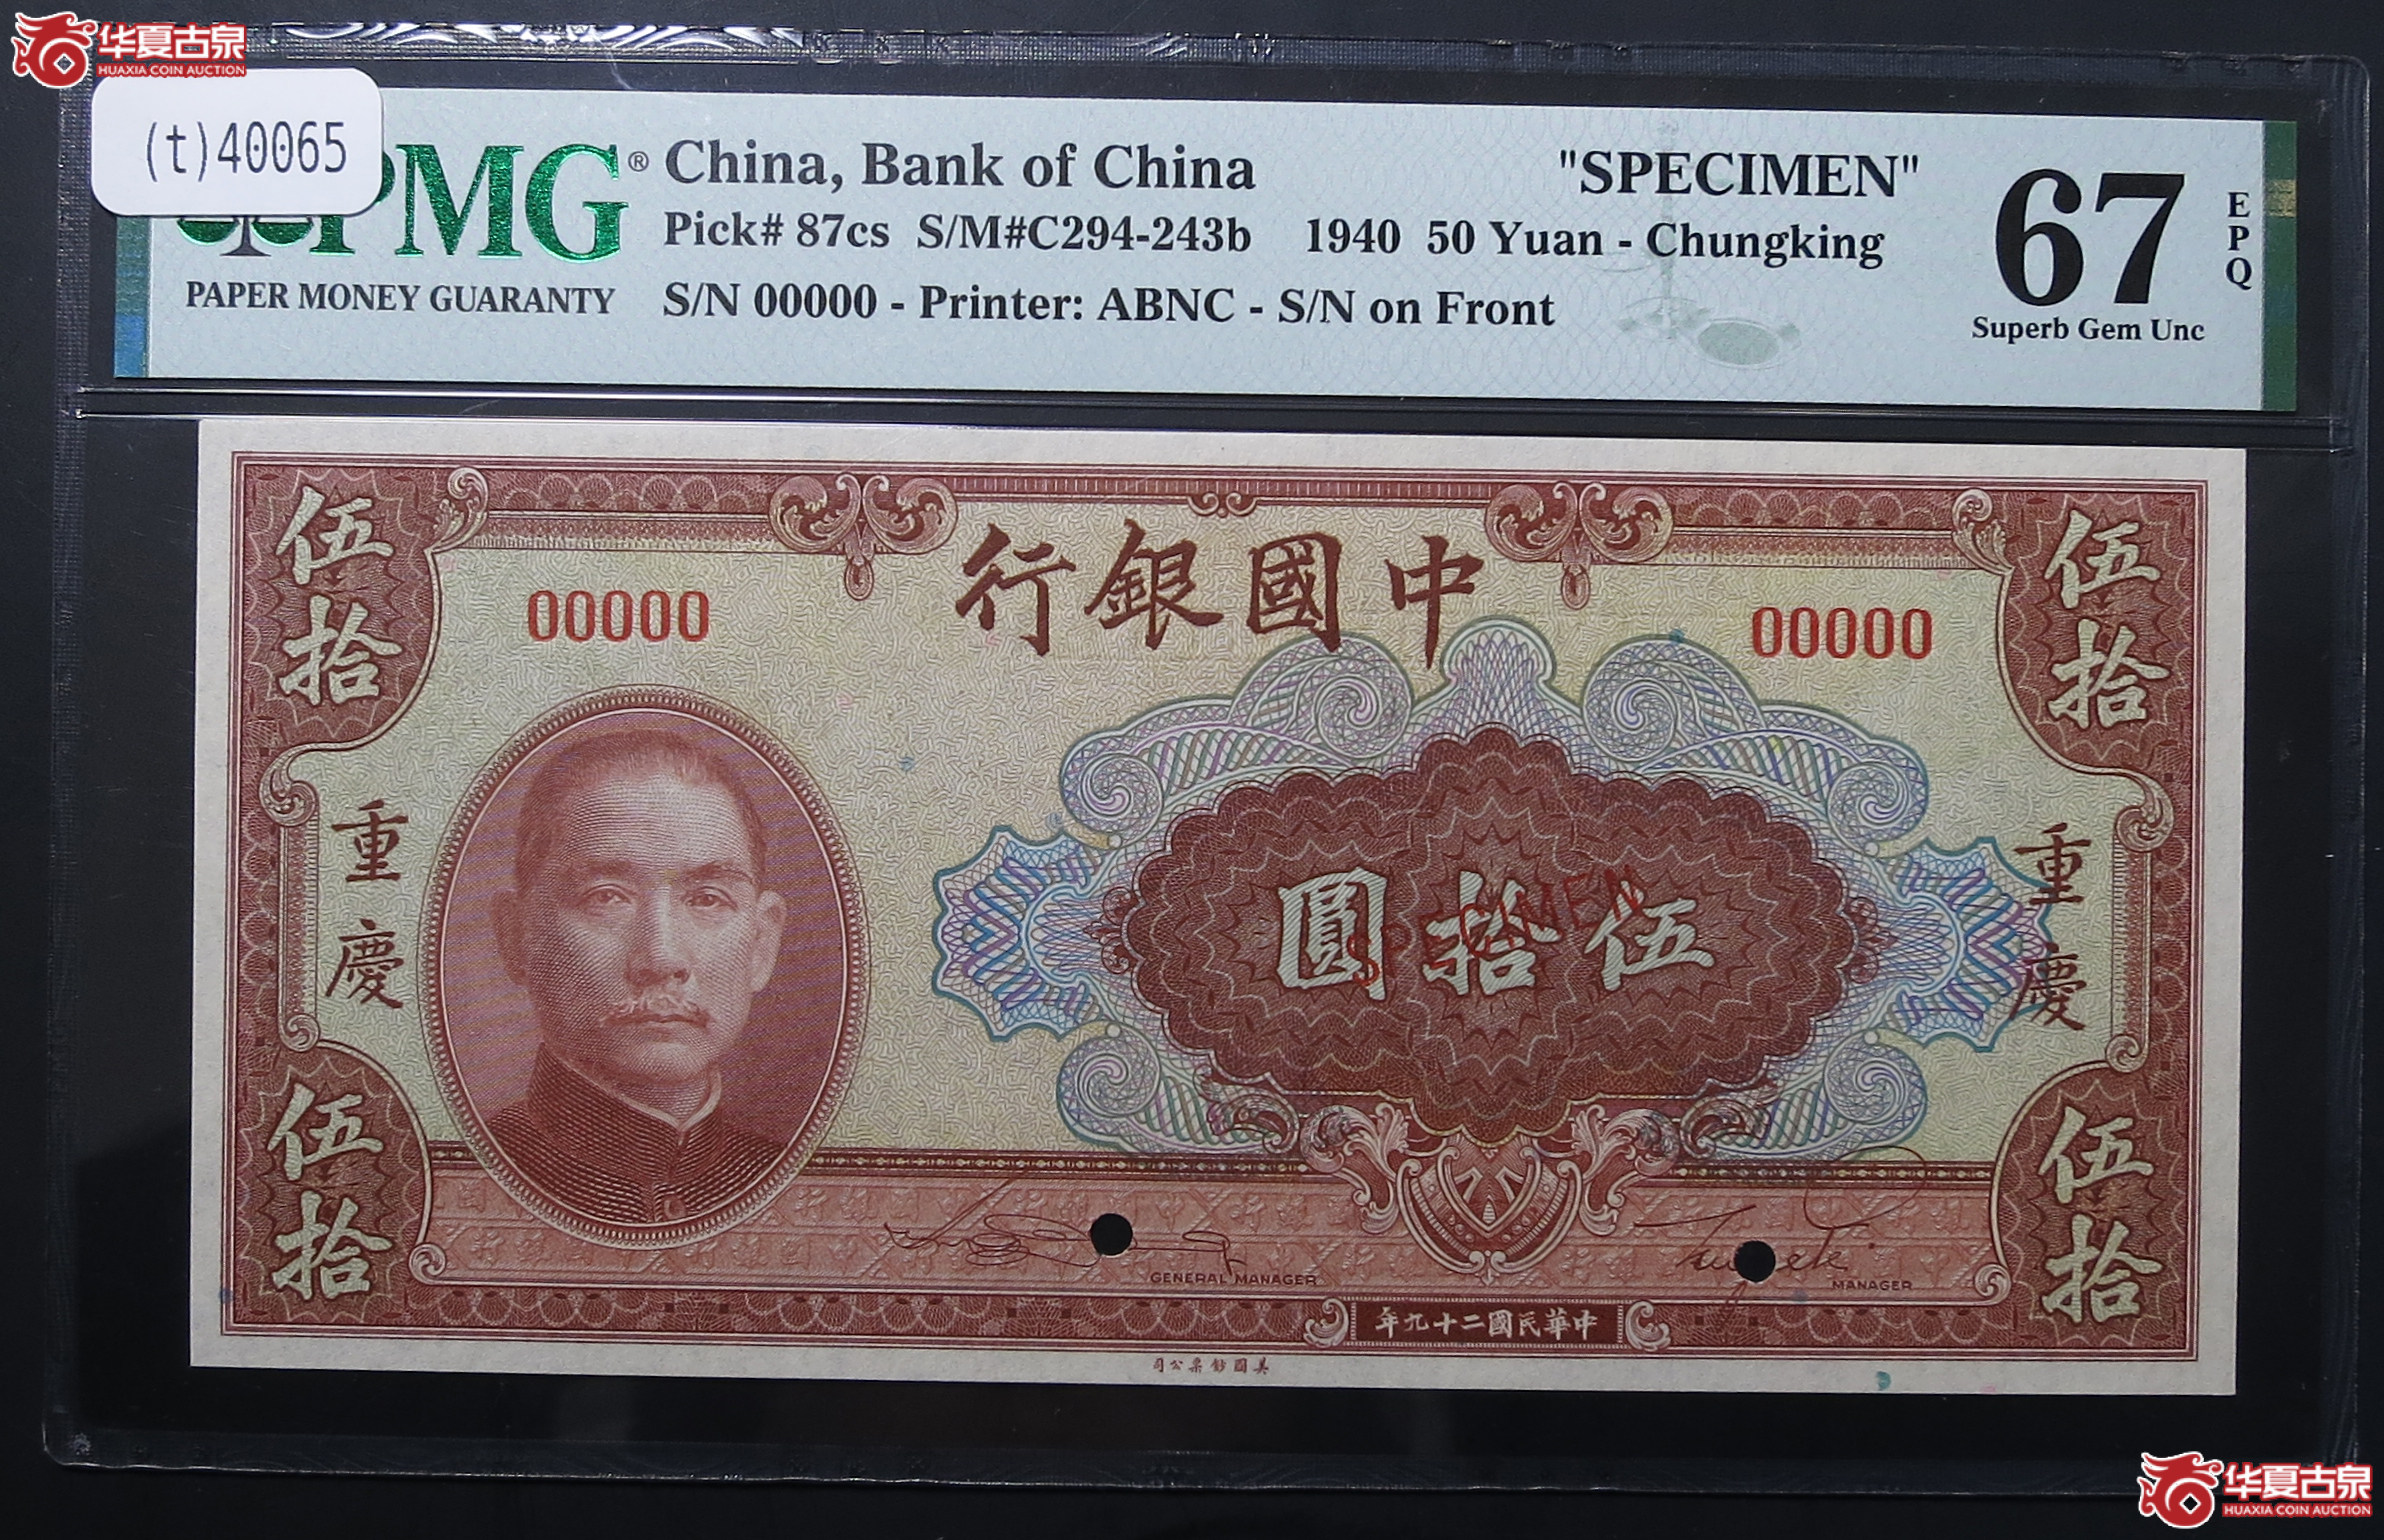 华夏古泉
HUAXIA COIN AUCTION
(t)40065
PMG®
PAPER MONEY GUARANTY
China, Bank of China "SPECIMEN"
Pick# 87cs S/M#C294-243b 1940 50 Yuan - Chungking
S/N 00000 - Printer: ABNC - S/N on Front
67
EPQ
Superb Gem Unc
行銀國中
伍拾
伍拾
00000
00000
重慶
重慶
圓拾伍
SPECIMEN
伍拾
伍拾
GENERAL MANAGER
MANAGER
年九十二國民華中
司公票鈔國美
华夏古泉
HUAXIA COIN AUCTION